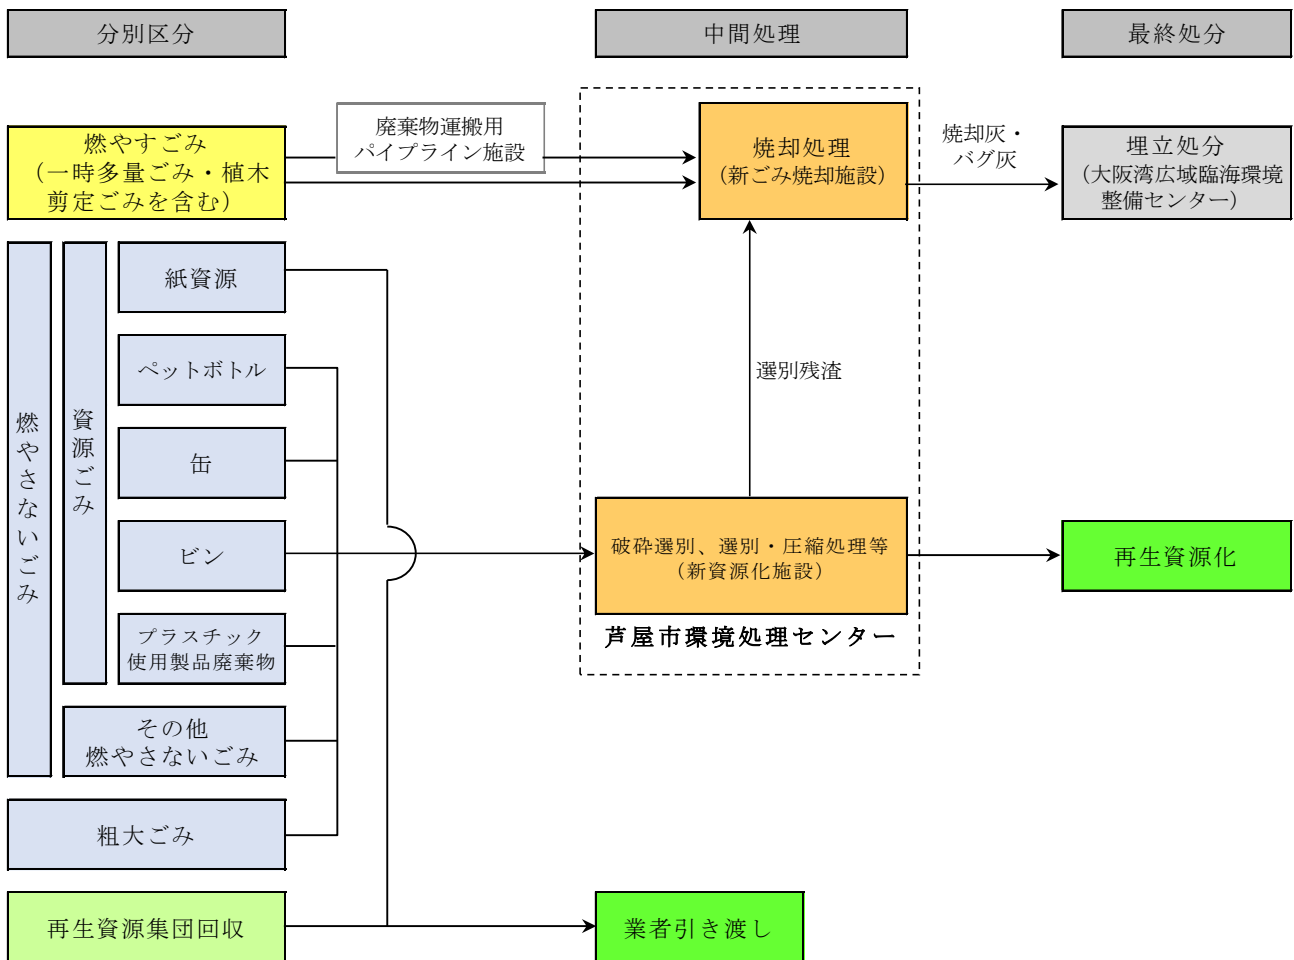 分別区分
中間処理
最終処分
燃やすごみ
（一時多量ごみ・植木
剪定ごみを含む）
廃棄物運搬用
パイプライン施設
焼却処理
（新ごみ焼却施設）
焼却灰・
バグ灰
埋立処分
（大阪湾広域臨海環境
整備センター）
燃やさないごみ
資源ごみ
紙資源
ペットボトル
缶
ビン
プラスチック
使用製品廃棄物
その他
燃やさないごみ
粗大ごみ
再生資源集団回収
選別残渣
破砕選別、選別・圧縮処理等
（新資源化施設）
芦屋市環境処理センター
再生資源化
業者引き渡し